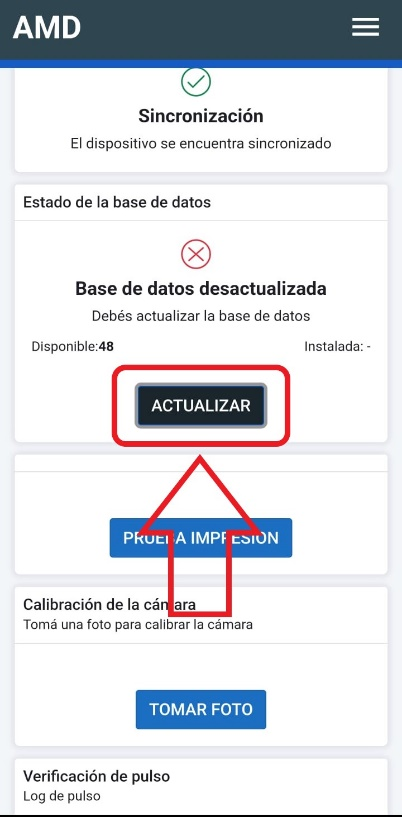 AMD
Sincronización
El dispositivo se encuentra sincronizado
Estado de la base de datos
Base de datos desactualizada
Debés actualizar la base de datos
Disponible:48
Instalada: -
ACTUALIZAR
PRUEBA IMPRESIÓN
Calibración de la cámara
Tomá una foto para calibrar la cámara
TOMAR FOTO
Verificación de pulso
Log de pulso